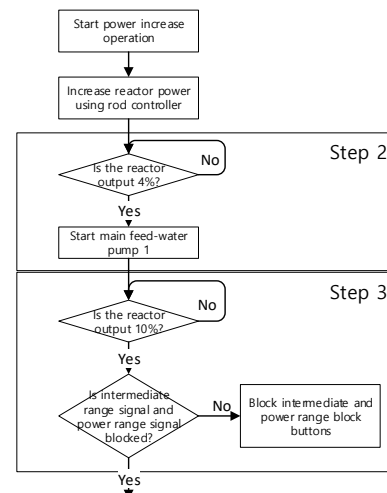 Start power increase
operation
Increase reactor power
using rod controller
Step 2
Is the reactor
output 4%?
No
Yes
Start main feed-water
pump 1
Step 3
Is the reactor
output 10%?
No
Yes
Is intermediate
range signal and
power range signal
blocked?
No
Block intermediate and
power range block
buttons
Yes